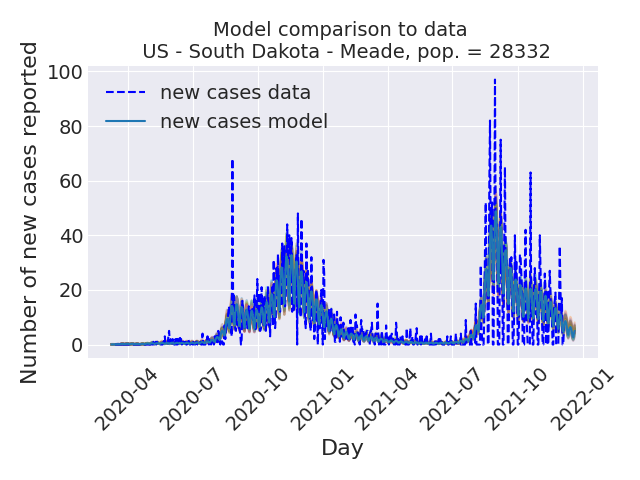 Model comparison to data
US - South Dakota - Meade, pop. = 28332
Number of new cases reported
100
80
60
40
20
0
new cases data
new cases model
2020-04
2020-07
2020-10
2021-01
2021-04
2021-07
2021-10
2022-01
Day